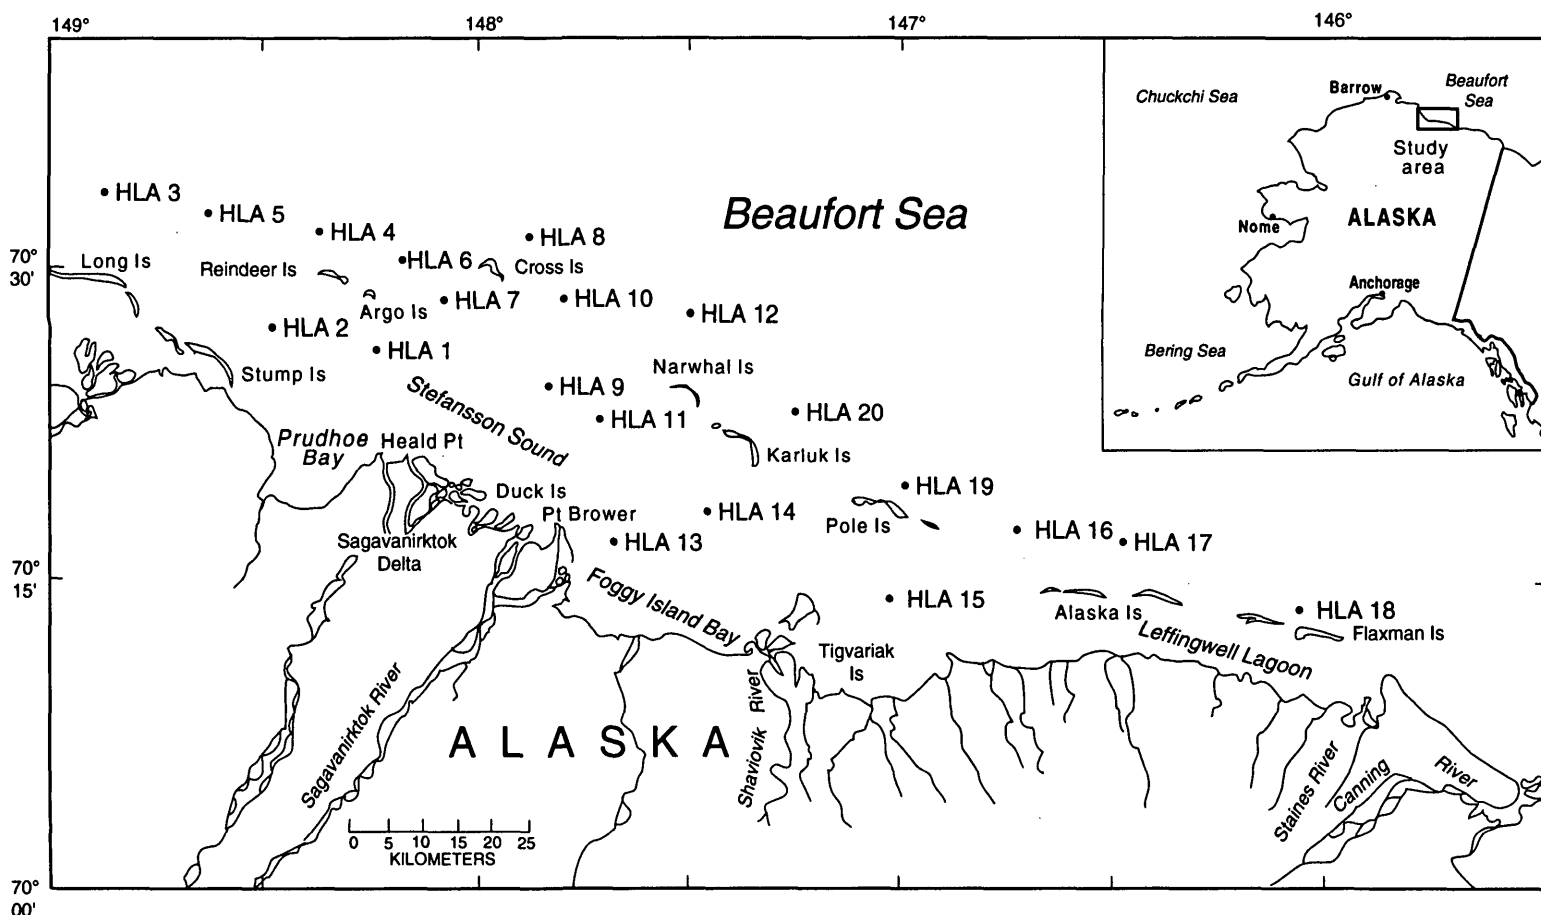 149°
148°
147°
146°
Chuckchi Sea
Barrow
Beaufort
Sea
Study
area
ALASKA
Nome
Anchorage
Bering Sea
Gulf of Alaska
HLA 3
HLA 5
HLA 4
HLA 8
Beaufort Sea
70°
30'
Long Is
Reindeer Is
HLA 6
Cross Is
Argo Is
HLA 7
HLA 10
HLA 12
HLA 2
HLA 1
Stump Is
Stefansson Sound
Narwhal Is
HLA 9
HLA 11
HLA 20
Prudhoe
Bay
Heald Pt
Karluk Is
Duck Is
HLA 19
Pt Brower
HLA 14
Pole Is
HLA 16
HLA 17
Sagavanirktok
Delta
HLA 13
70°
15'
Foggy Island Bay
HLA 15
Alaska Is
HLA 18
Flaxman Is
Leffingwell Lagoon
Tigvariak
Is
Sagavanirktok River
Shaviovik River
ALASKA
Staines River
Canning River
0 5 10 15 20 25
KILOMETERS
70°
00'